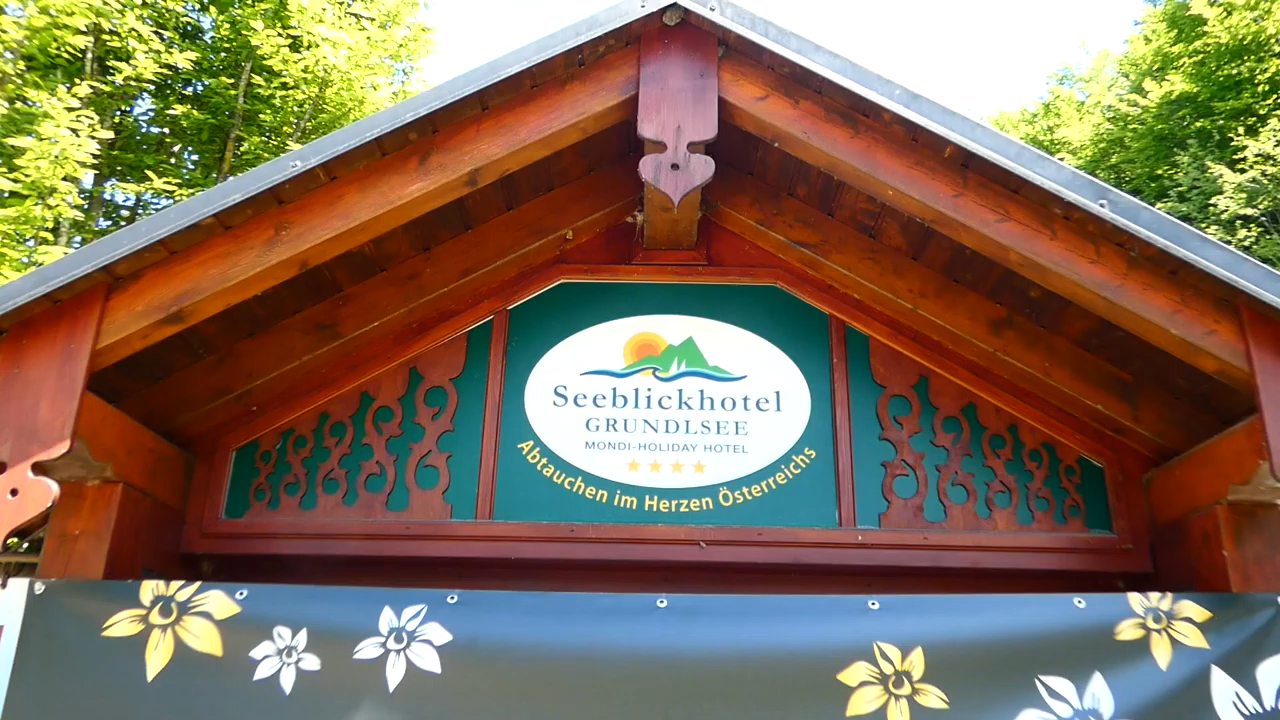 Seeblickhotel
GRUNDLSEE
MONDI-HOLIDAY HOTEL
Abtauchen im Herzen Österreichs